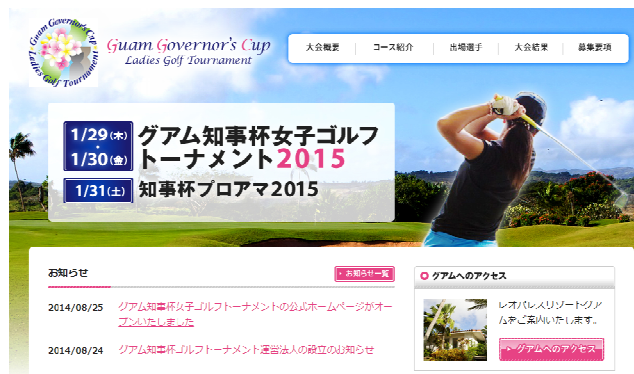 Guam Governor's Cup
Ladies Golf Tournament
Guam Governor's Cup
Ladies Golf Tournament
大会概要
コース紹介
出場選手
大会結果
募集要項
1/29(木)
・
1/30(金)
グアム知事杯女子ゴルフ
トーナメント2015
1/31(土)
知事杯プロアマ2015
お知らせ
お知らせ一覧
グアムへのアクセス
2014/08/25
グアム知事杯女子ゴルフトーナメントの公式ホームページがオー
プンいたしました
2014/08/24
グアム知事杯ゴルフトーナメント運営法人の設立のお知らせ
レオパレスリゾートグア
ムをご案内いたします。
グアムへのアクセス